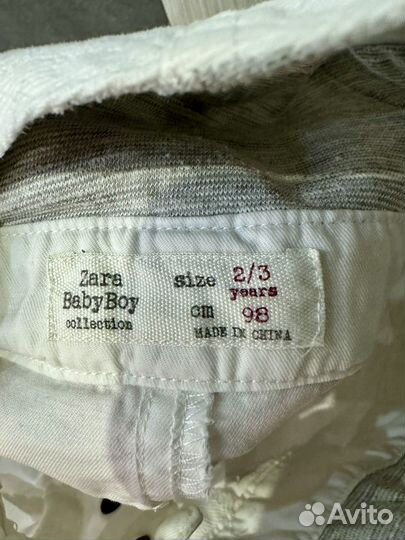 Zara
BabyBoy
collection
size 2/3
years
cm 98
MADE IN CHINA
Avito